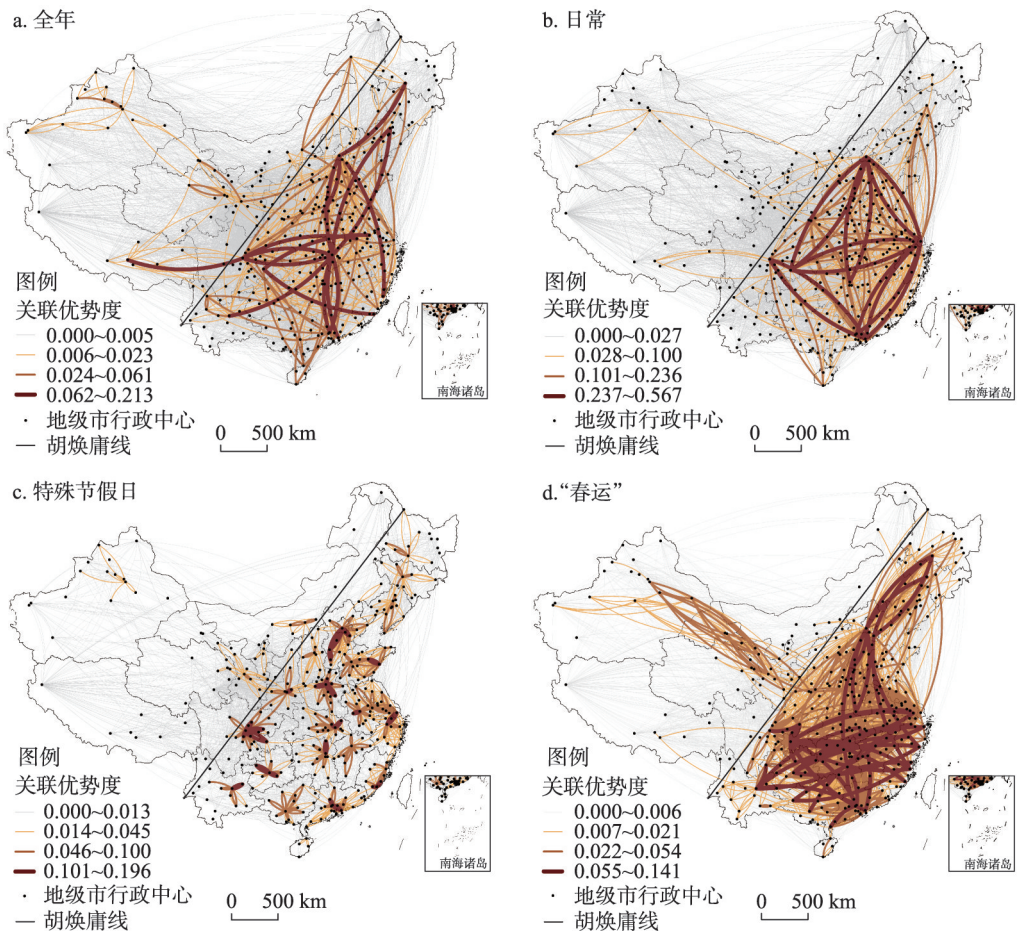 a. 全年
图例
关联优势度
0.000~0.005
0.006~0.023
0.024~0.061
0.062~0.213
地级市行政中心
胡焕庸线
0 500 km
南海诸岛
b. 日常
图例
关联优势度
0.000~0.027
0.028~0.100
0.101~0.236
0.237~0.567
地级市行政中心
胡焕庸线
0 500 km
南海诸岛
c. 特殊节假日
图例
关联优势度
0.000~0.013
0.014~0.045
0.046~0.100
0.101~0.196
地级市行政中心
胡焕庸线
0 500 km
南海诸岛
d.“春运”
图例
关联优势度
0.000~0.006
0.007~0.021
0.022~0.054
0.055~0.141
地级市行政中心
胡焕庸线
0 500 km
南海诸岛